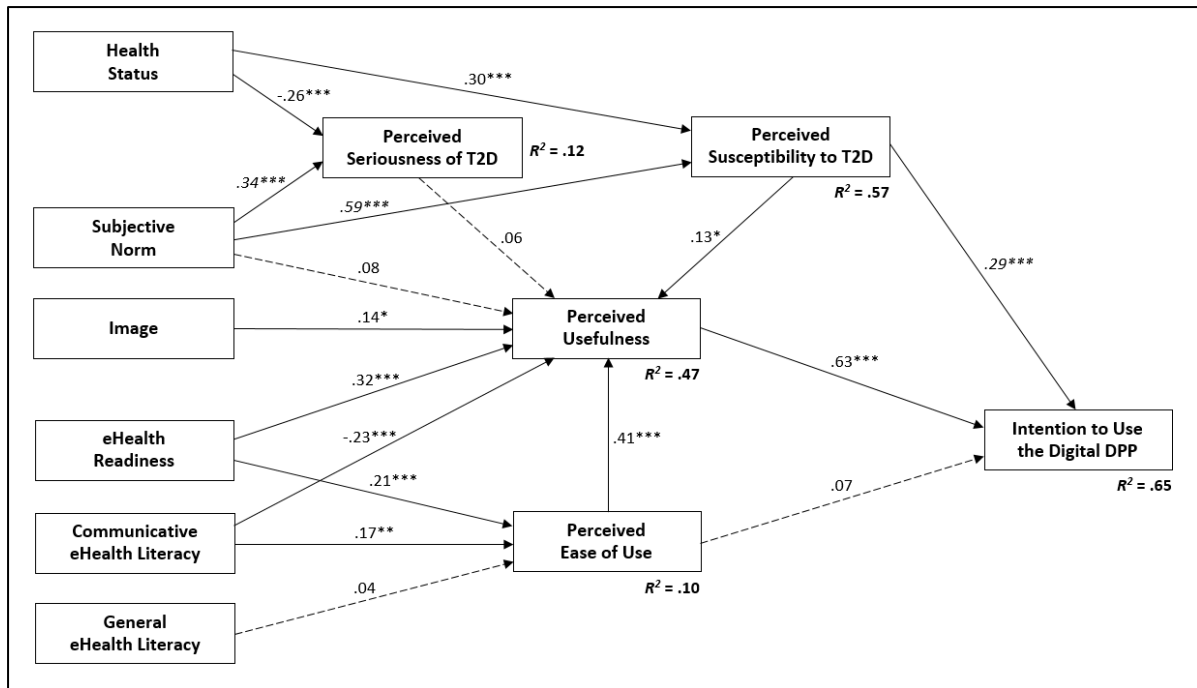 Health
Status
.30***
-.26***
Perceived
Seriousness of T2D
R² = .12
Perceived
Susceptibility to T2D
R² = .57
.34***
.59***
Subjective
Norm
.06
.13*
.29***
.08
Image
.14*
Perceived
Usefulness
R² = .47
.63***
.32***
eHealth
Readiness
-.23***
.41***
Intention to Use
the Digital DPP
R² = .65
.21***
.07
Communicative
eHealth Literacy
.17**
Perceived
Ease of Use
R² = .10
.04
General
eHealth Literacy